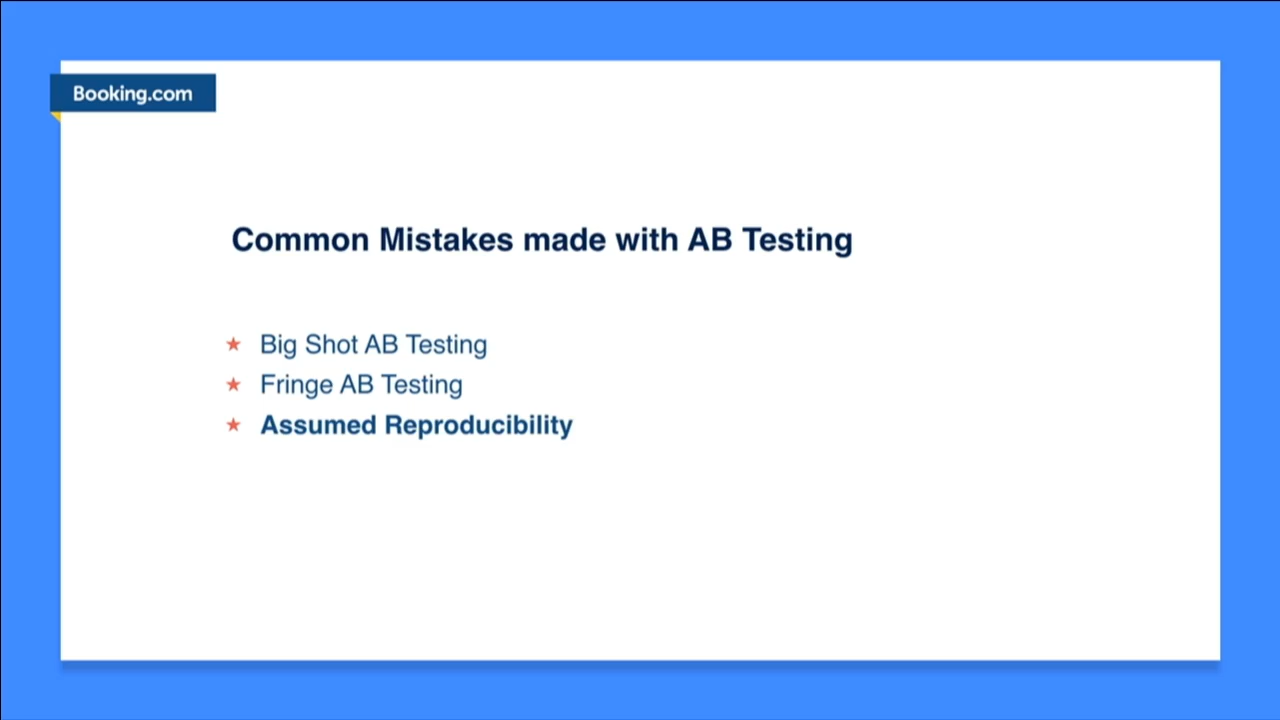 Booking.com
Common Mistakes made with AB Testing
Big Shot AB Testing
Fringe AB Testing
Assumed Reproducibility